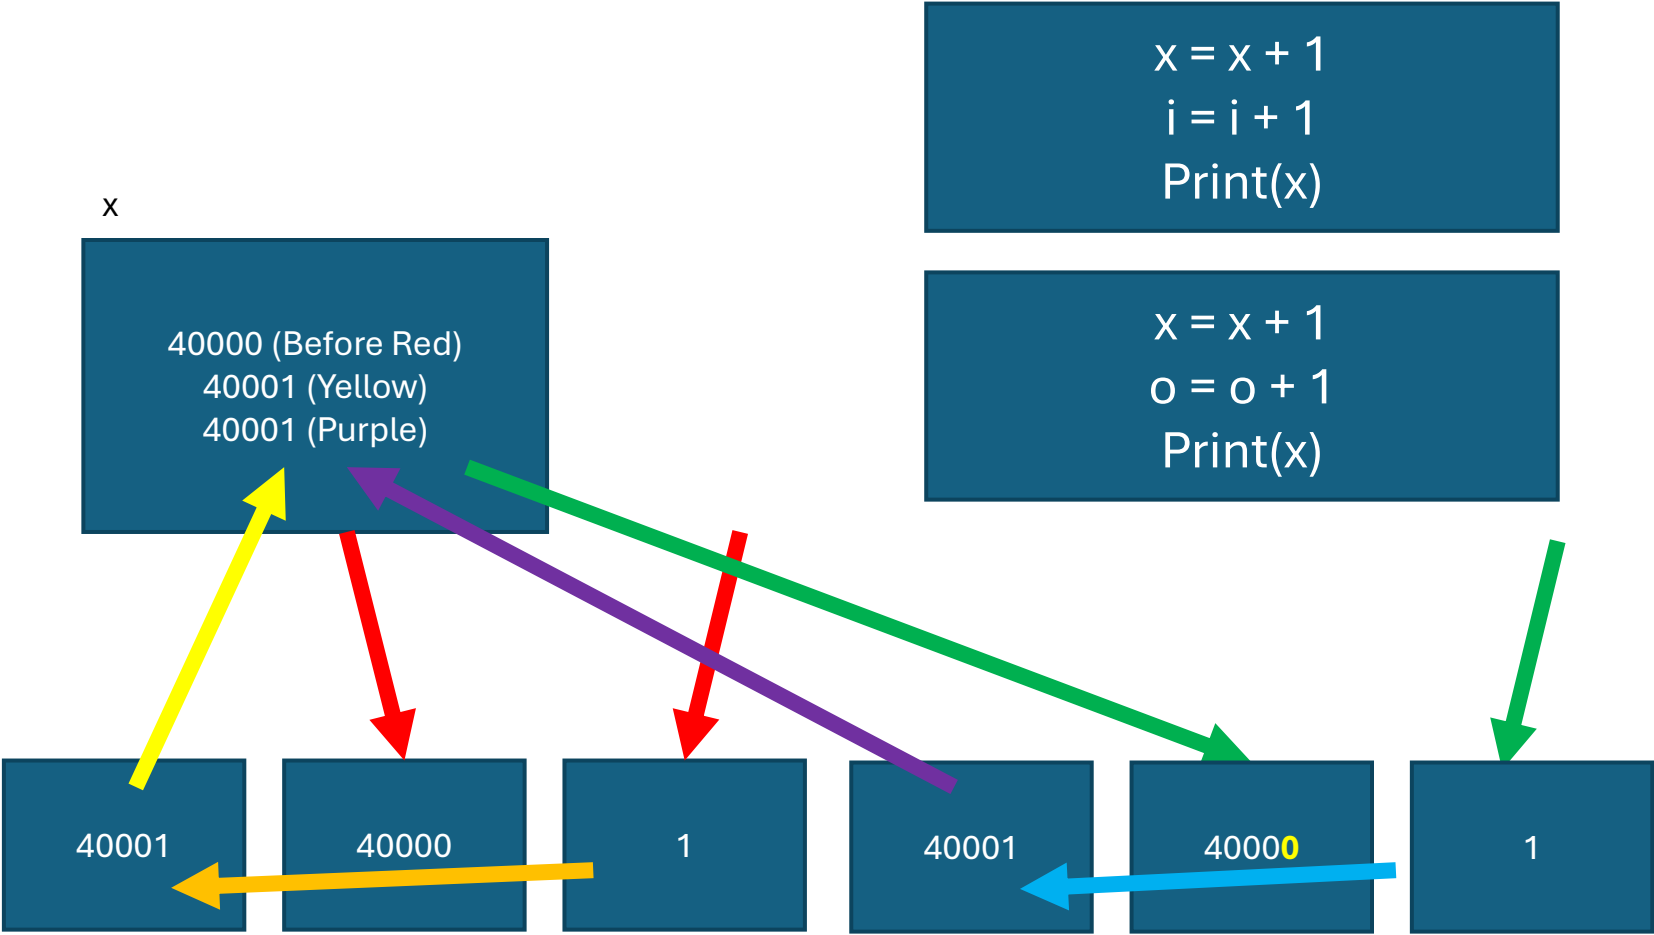 x = x + 1
i = i + 1
Print(x)
x
x = x + 1
o = o + 1
Print(x)
40000 (Before Red)
40001 (Yellow)
40001 (Purple)
40001
40000
1
40001
40000
1